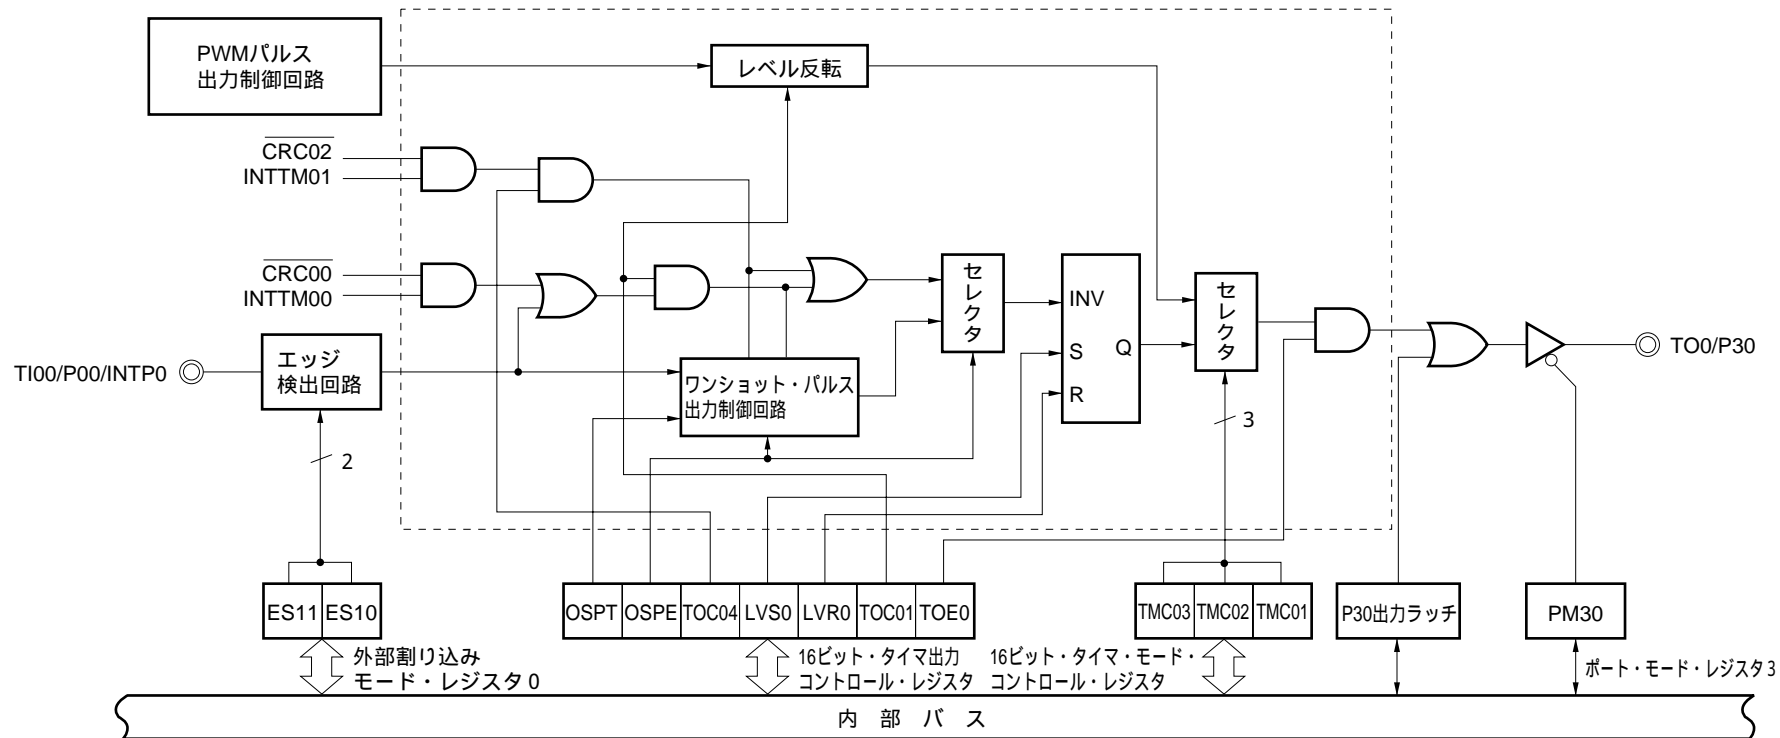 PWMパルス
出力制御回路
レベル反転
CRC02
INTTM01
CRC00
INTTM00
セレクタ
INV
S
R
Q
セレクタ
TI00/P00/INTP0
エッジ
検出回路
ワンショット・パルス
出力制御回路
TO0/P30
2
3
ES11 ES10
OSPT OSPE TOC04 LVS0 LVR0 TOC01 TOE0
TMC03 TMC02 TMC01
P30出力ラッチ
PM30
外部割り込み
モード・レジスタ0
16ビット・タイマ出力
コントロール・レジスタ
16ビット・タイマ・モード・
コントロール・レジスタ
ポート・モード・レジスタ3
内部バス